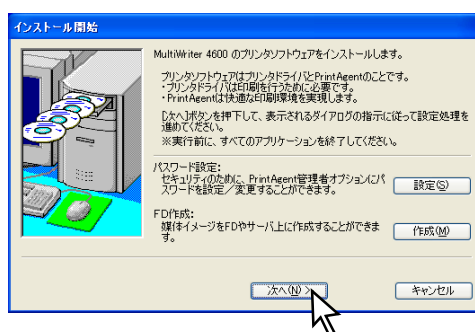 インストール開始
MultiWriter 4600 のプリンタソフトウェアをインストールします。
プリンタソフトウェアはプリンタドライバとPrintAgentのことです。
・プリンタドライバは印刷を行うために必要です。
・PrintAgentは快適な印刷環境を実現します。
[次へ]ボタンを押下して、表示されるダイアログの指示に従って設定処理を
進めてください。
※実行前に、すべてのアプリケーションを終了してください。
パスワード設定:
セキュリティのために、PrintAgent管理者オプションにパ
スワードを設定／変更することができます。
設定(S)
FD作成:
媒体イメージをFDやサーバ上に作成することができま
す。
作成(M)
次へ(N) >
キャンセル